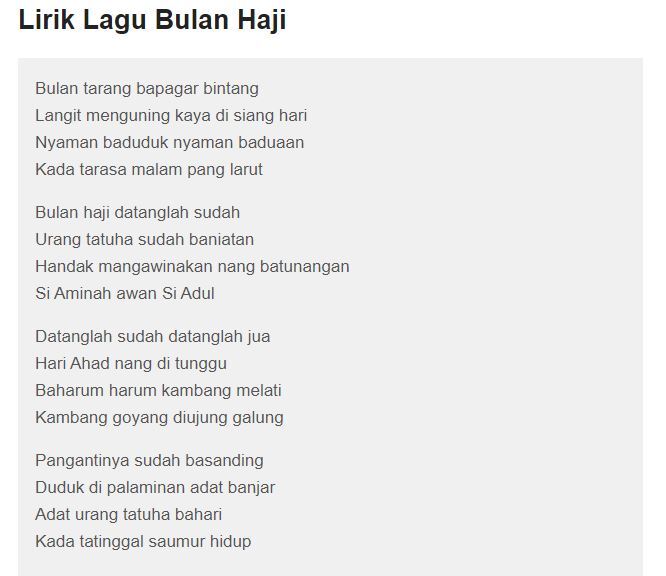 Lirik Lagu Bulan Haji
Bulan tarang bapagar bintang
Langit menguning kaya di siang hari
Nyaman baduduk nyaman baduaan
Kada tarasa malam pang larut
Bulan haji datanglah sudah
Urang tatuha sudah baniatan
Handak mangawinakan nang batunangan
Si Aminah awan Si Adul
Datanglah sudah datanglah jua
Hari Ahad nang di tunggu
Baharum harum kambang melati
Kambang goyang diujung galung
Pangantinya sudah basanding
Duduk di palaminan adat banjar
Adat urang tatuha bahari
Kada tatinggal saumur hidup